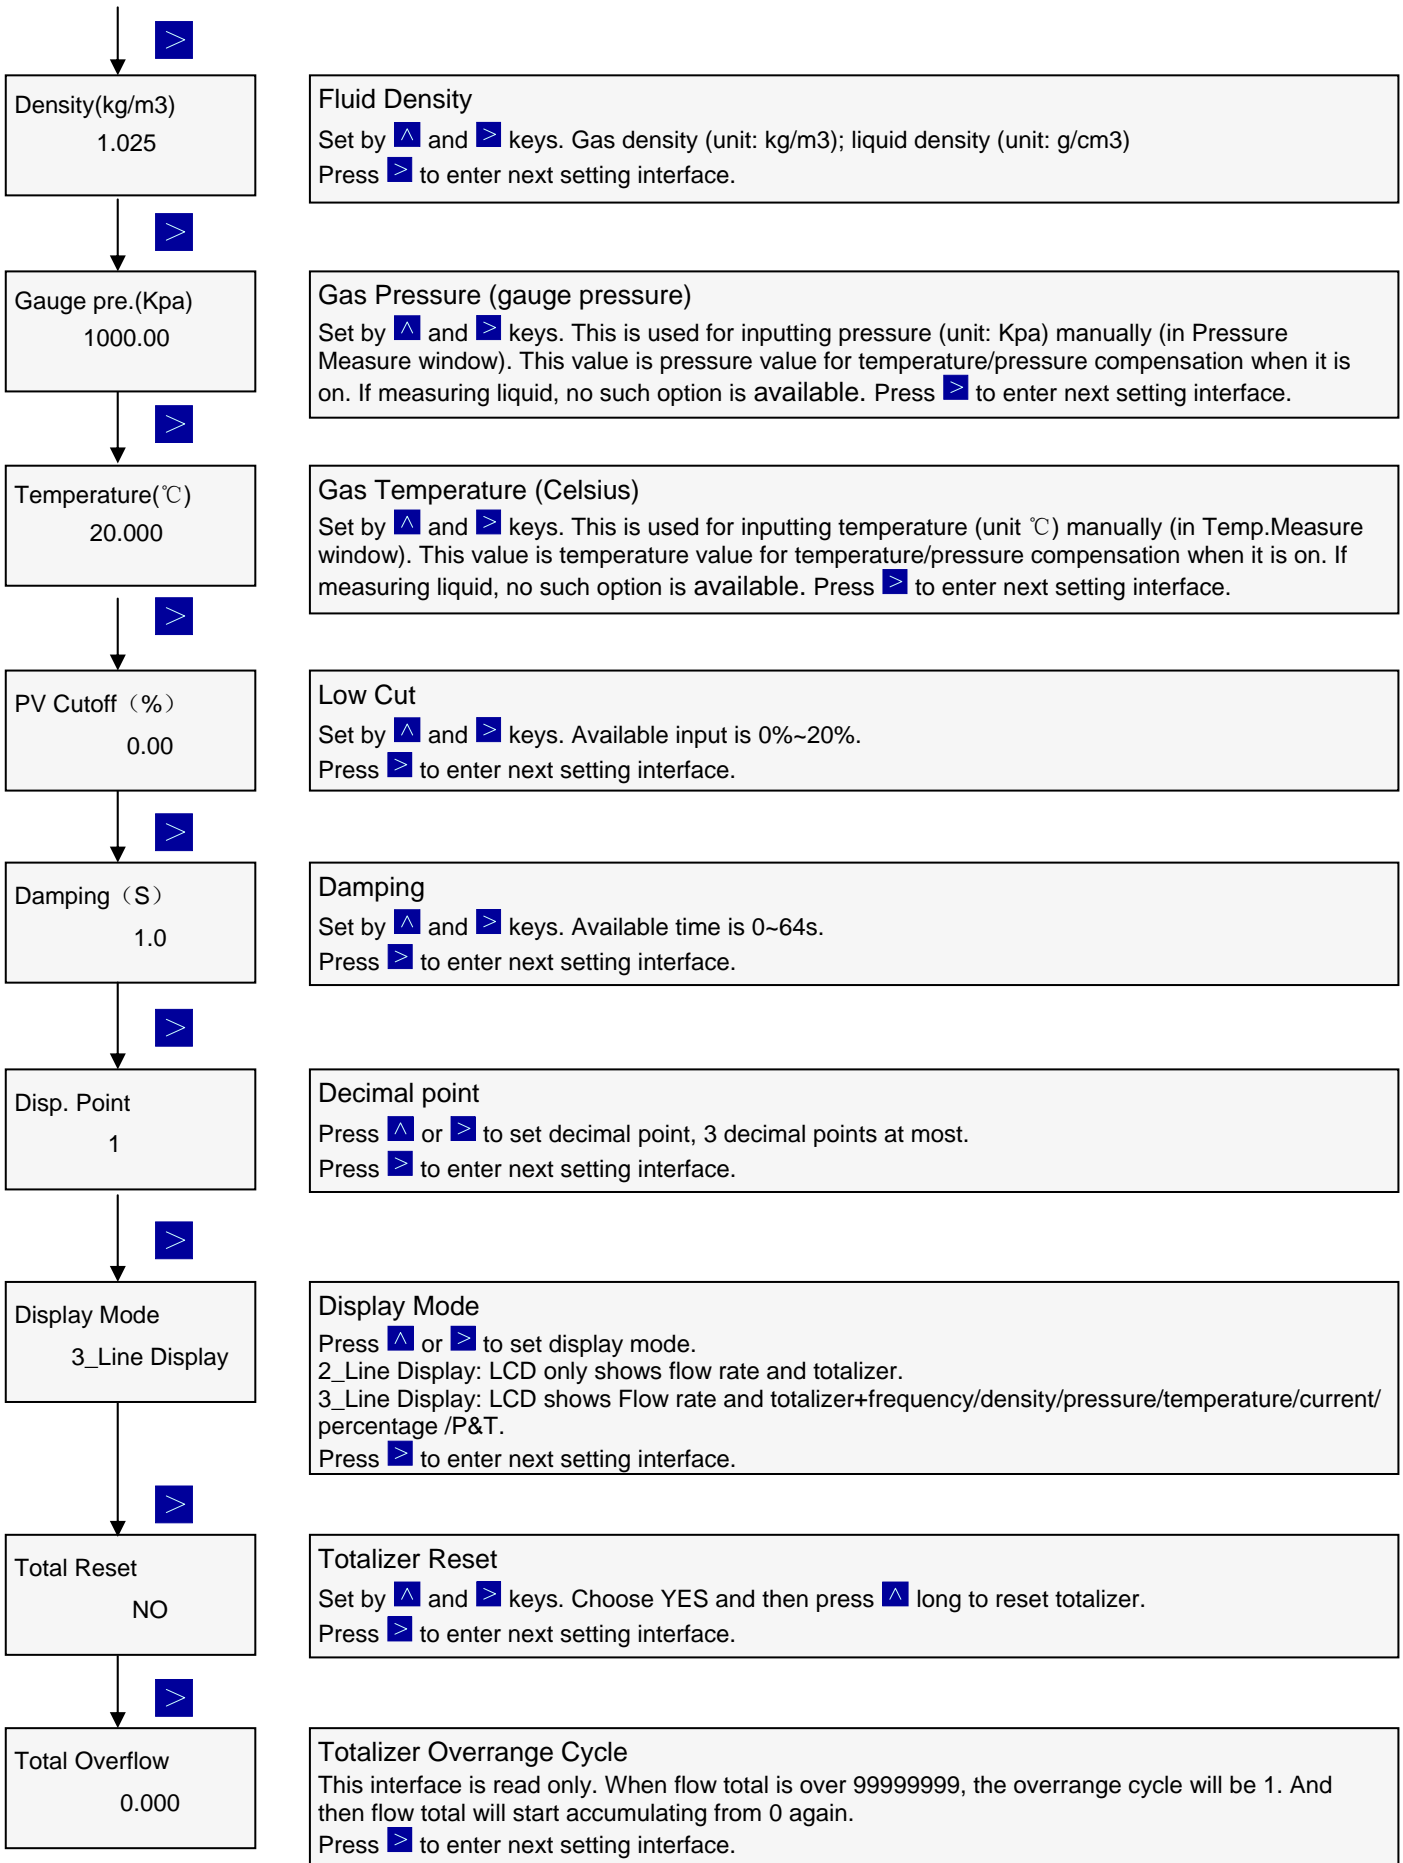 >
Density(kg/m3)
1.025
Fluid Density
Set by ^ and > keys. Gas density (unit: kg/m3); liquid density (unit: g/cm3)
Press > to enter next setting interface.
>
Gauge pre.(Kpa)
1000.00
Gas Pressure (gauge pressure)
Set by ^ and > keys. This is used for inputting pressure (unit: Kpa) manually (in Pressure
Measure window). This value is pressure value for temperature/pressure compensation when it is
on. If measuring liquid, no such option is available. Press > to enter next setting interface.
>
Temperature(℃)
20.000
Gas Temperature (Celsius)
Set by ^ and > keys. This is used for inputting temperature (unit ℃) manually (in Temp.Measure
window). This value is temperature value for temperature/pressure compensation when it is on. If
measuring liquid, no such option is available. Press > to enter next setting interface.
>
PV Cutoff（%）
0.00
Low Cut
Set by ^ and > keys. Available input is 0%~20%.
Press > to enter next setting interface.
>
Damping（S）
1.0
Damping
Set by ^ and > keys. Available time is 0~64s.
Press > to enter next setting interface.
>
Disp. Point
1
Decimal point
Press ^ or > to set decimal point, 3 decimal points at most.
Press > to enter next setting interface.
>
Display Mode
3_Line Display
Display Mode
Press ^ or > to set display mode.
2_Line Display: LCD only shows flow rate and totalizer.
3_Line Display: LCD shows Flow rate and totalizer+frequency/density/pressure/temperature/current/
percentage /P&T.
Press > to enter next setting interface.
>
Total Reset
NO
Totalizer Reset
Set by ^ and > keys. Choose YES and then press ^ long to reset totalizer.
Press > to enter next setting interface.
>
Total Overflow
0.000
Totalizer Overrange Cycle
This interface is read only. When flow total is over 99999999, the overrange cycle will be 1. And
then flow total will start accumulating from 0 again.
Press > to enter next setting interface.